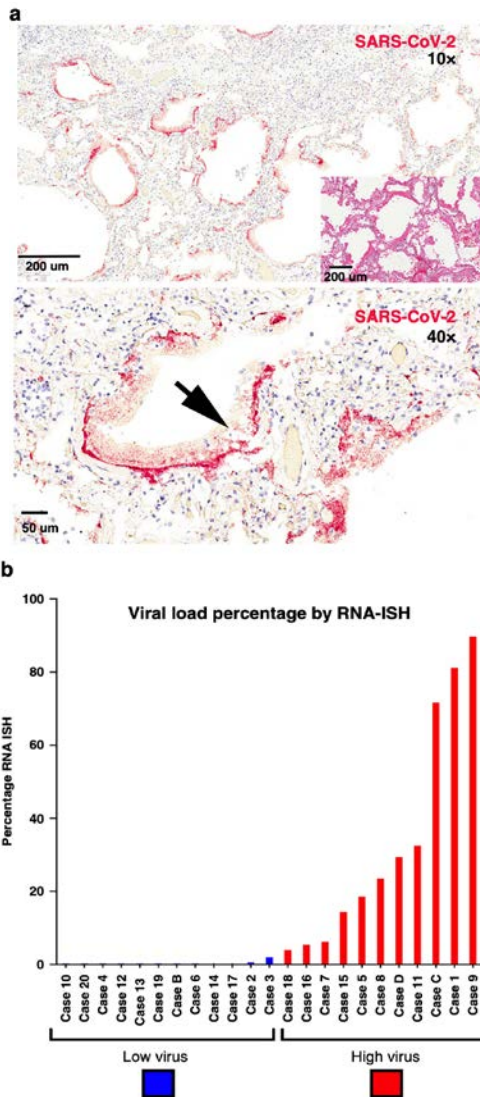 a
SARS-CoV-2
10×
200 um
200 um
SARS-CoV-2
40×
50 um
b
Viral load percentage by RNA-ISH
Percentage RNA ISH
100
80
60
40
20
0
Case 10
Case 20
Case 4
Case 12
Case 13
Case 19
Case B
Case 6
Case 14
Case 17
Case 2
Case 3
Case 18
Case 16
Case 7
Case 15
Case 5
Case 8
Case D
Case 11
Case C
Case 1
Case 9
Low virus
High virus